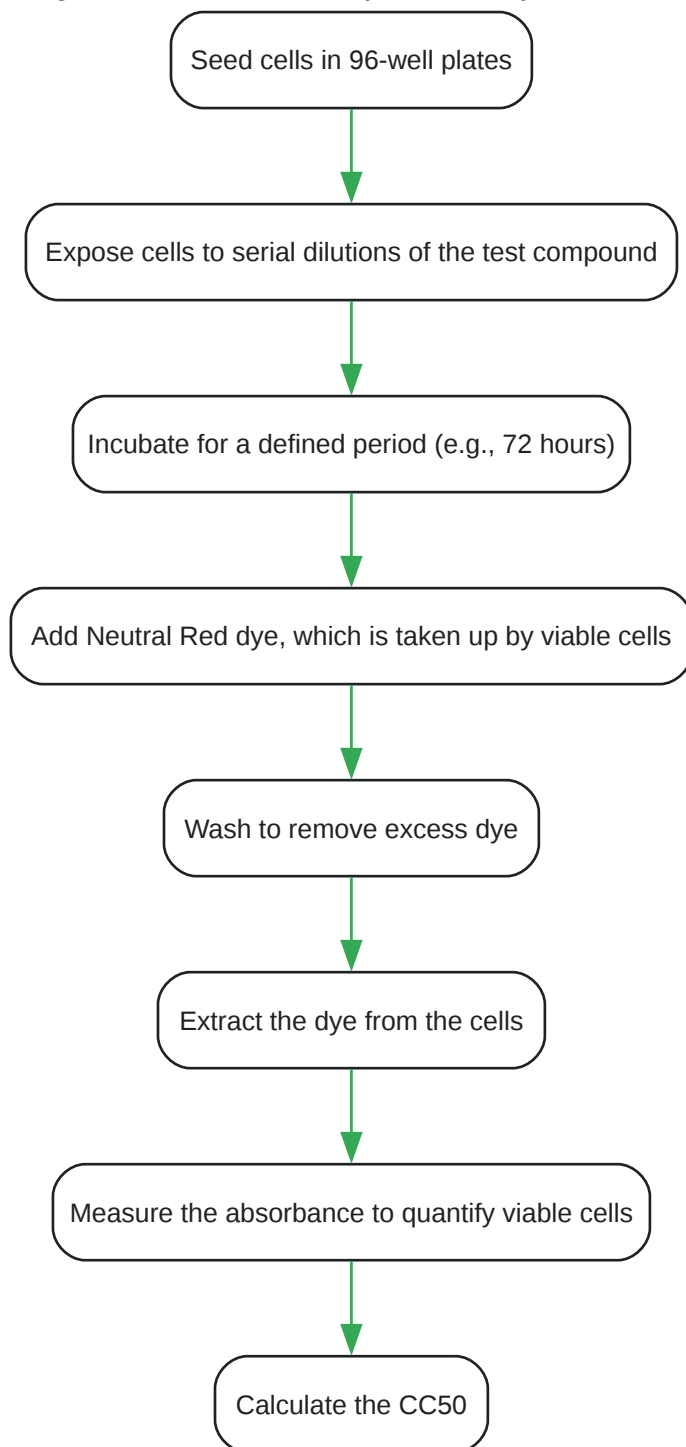 Seed cells in 96-well plates
Expose cells to serial dilutions of the test compound
Incubate for a defined period (e.g., 72 hours)
Add Neutral Red dye, which is taken up by viable cells
Wash to remove excess dye
Extract the dye from the cells
Measure the absorbance to quantify viable cells
Calculate the CC50